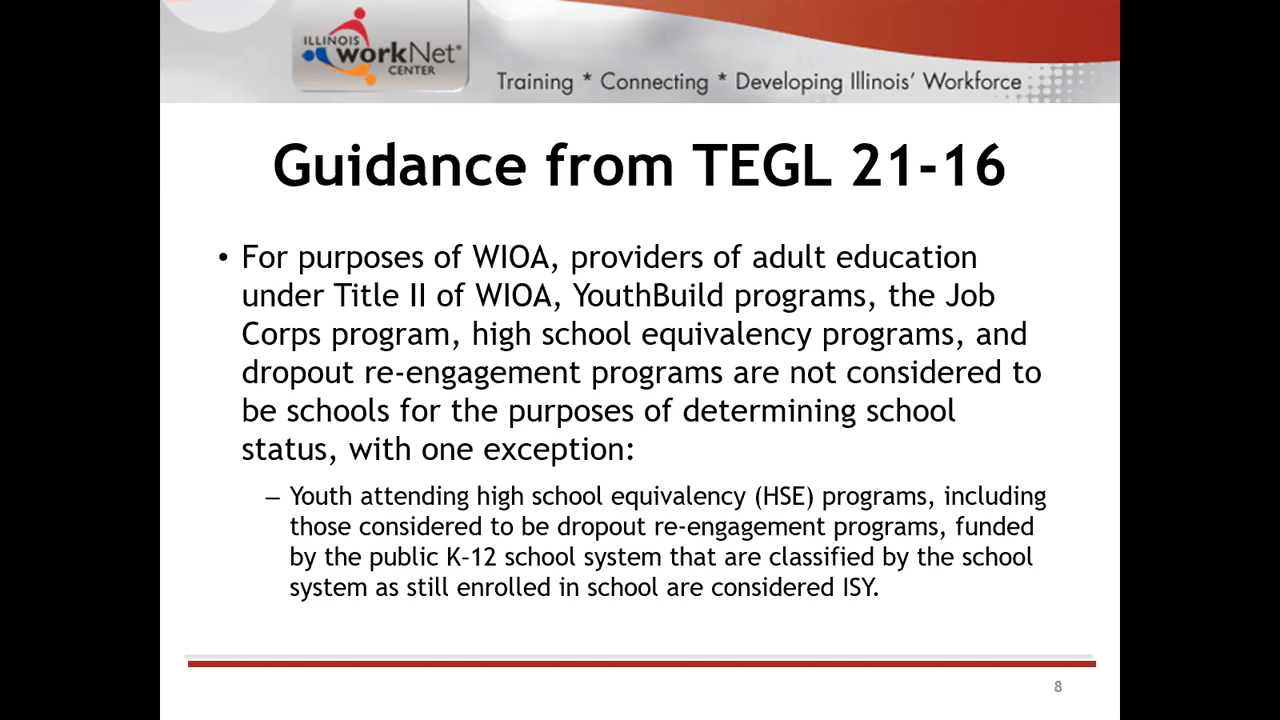 ILLINOIS
workNet®
CENTER
Training * Connecting * Developing Illinois’ Workforce
Guidance from TEGL 21-16
• For purposes of WIOA, providers of adult education
under Title II of WIOA, YouthBuild programs, the Job
Corps program, high school equivalency programs, and
dropout re-engagement programs are not considered to
be schools for the purposes of determining school
status, with one exception:
– Youth attending high school equivalency (HSE) programs, including
those considered to be dropout re-engagement programs, funded
by the public K–12 school system that are classified by the school
system as still enrolled in school are considered ISY.
8